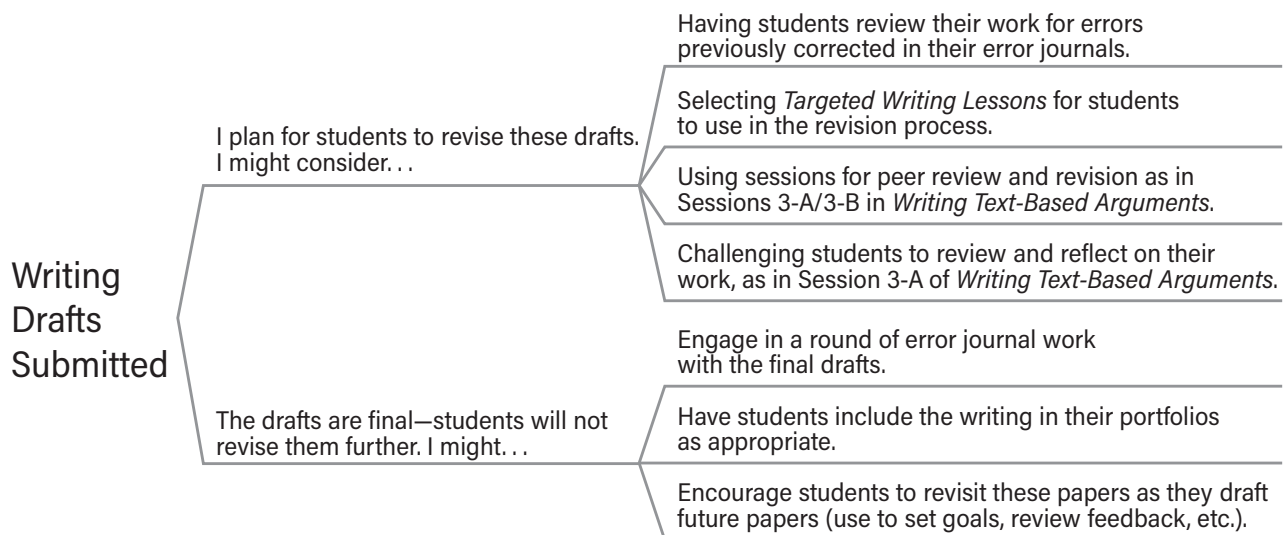 Writing
Drafts
Submitted
I plan for students to revise these drafts.
I might consider. . .
Having students review their work for errors
previously corrected in their error journals.
Selecting Targeted Writing Lessons for students
to use in the revision process.
Using sessions for peer review and revision as in
Sessions 3-A/3-B in Writing Text-Based Arguments.
Challenging students to review and reflect on their
work, as in Session 3-A of Writing Text-Based Arguments.
The drafts are final—students will not
revise them further. I might. . .
Engage in a round of error journal work
with the final drafts.
Have students include the writing in their portfolios
as appropriate.
Encourage students to revisit these papers as they draft
future papers (use to set goals, review feedback, etc.).